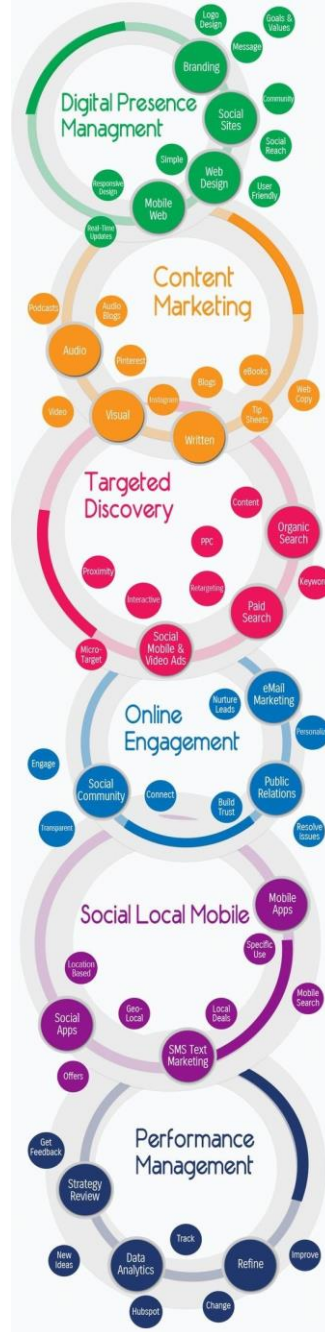 Logo
Design
Goals &
Values
Branding
Message
Digital Presence
Managment
Social
Sites
Community
Simple
Social
Reach
Responsive
Design
Web
Design
User
Friendly
Mobile
Web
Real-Time
Updates
Content
Marketing
Podcasts
Audio
Blogs
Audio
Pinterest
Blogs
eBooks
Web
Copy
Video
Visual
Instagram
Written
Tip
Sheets
Targeted
Discovery
Content
PPC
Organic
Search
Proximity
Interactive
Retargeting
Keyword
Paid
Search
Micro-
Target
Social
Mobile &
Video Ads
Online
Engagement
Nurture
Leads
eMail
Marketing
Personaliz
Engage
Social
Community
Connect
Build
Trust
Public
Relations
Transparent
Resolve
Issues
Social Local Mobile
Mobile
Apps
Specific
Use
Location
Based
Mobile
Search
Social
Apps
Geo-
Local
Local
Deals
SMS Text
Marketing
Offers
Performance
Management
Get
Feedback
Strategy
Review
Track
New
Ideas
Data
Analytics
Refine
Improve
Hubspot
Change